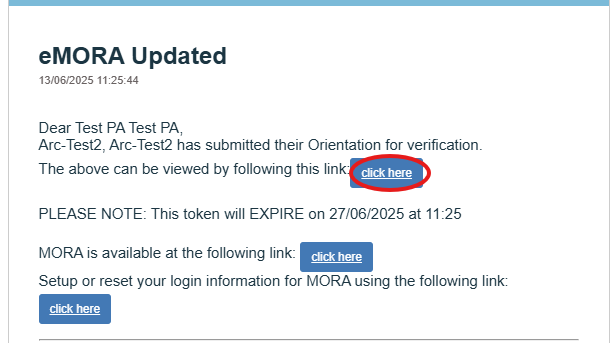 eMORA Updated
13/06/2025 11:25:44
Dear Test PA Test PA,
Arc-Test2, Arc-Test2 has submitted their Orientation for verification.
The above can be viewed by following this link: click here
PLEASE NOTE: This token will EXPIRE on 27/06/2025 at 11:25
MORA is available at the following link: click here
Setup or reset your login information for MORA using the following link:
click here